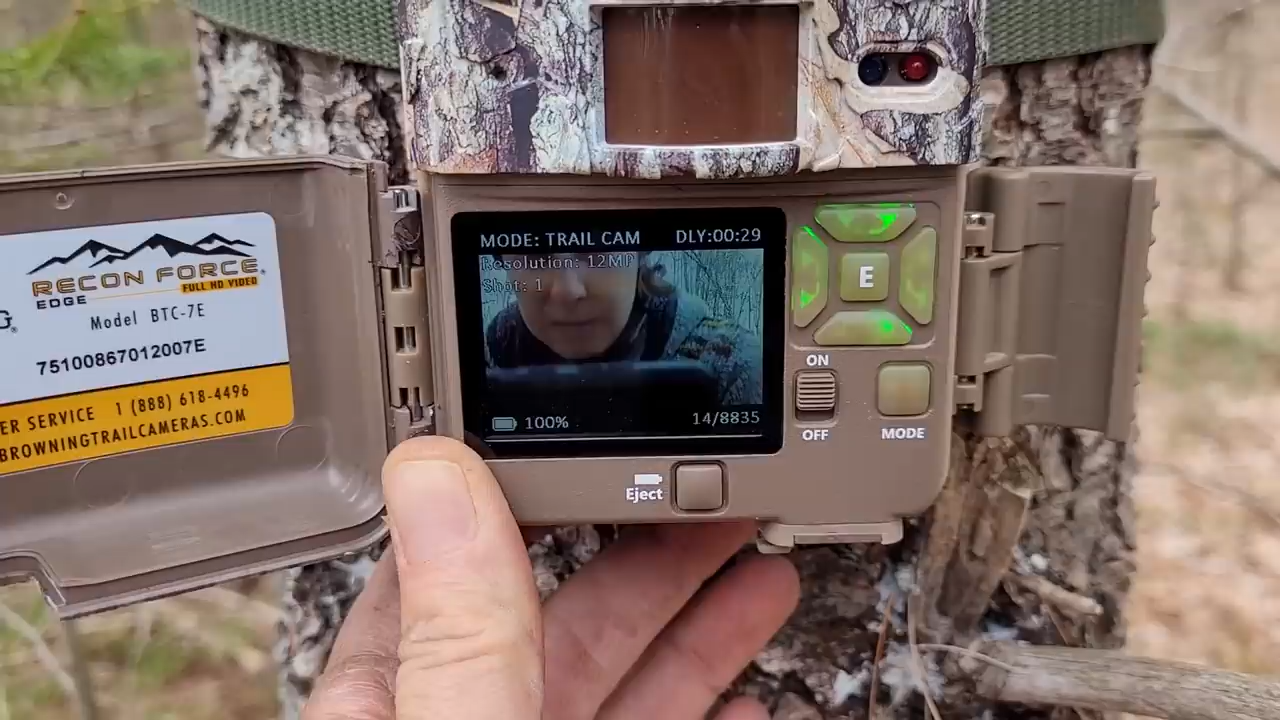 RECON FORCE
EDGE FULL HD VIDEO
Model BTC-7E
75100867012007E
ER SERVICE 1 (888) 618-4496
BROWNINGTRAILCAMERAS.COM
MODE: TRAIL CAM DLY:00:29
Resolution: 12MP
Shot: 1
100% 14/8835
E
ON
OFF
MODE
Eject